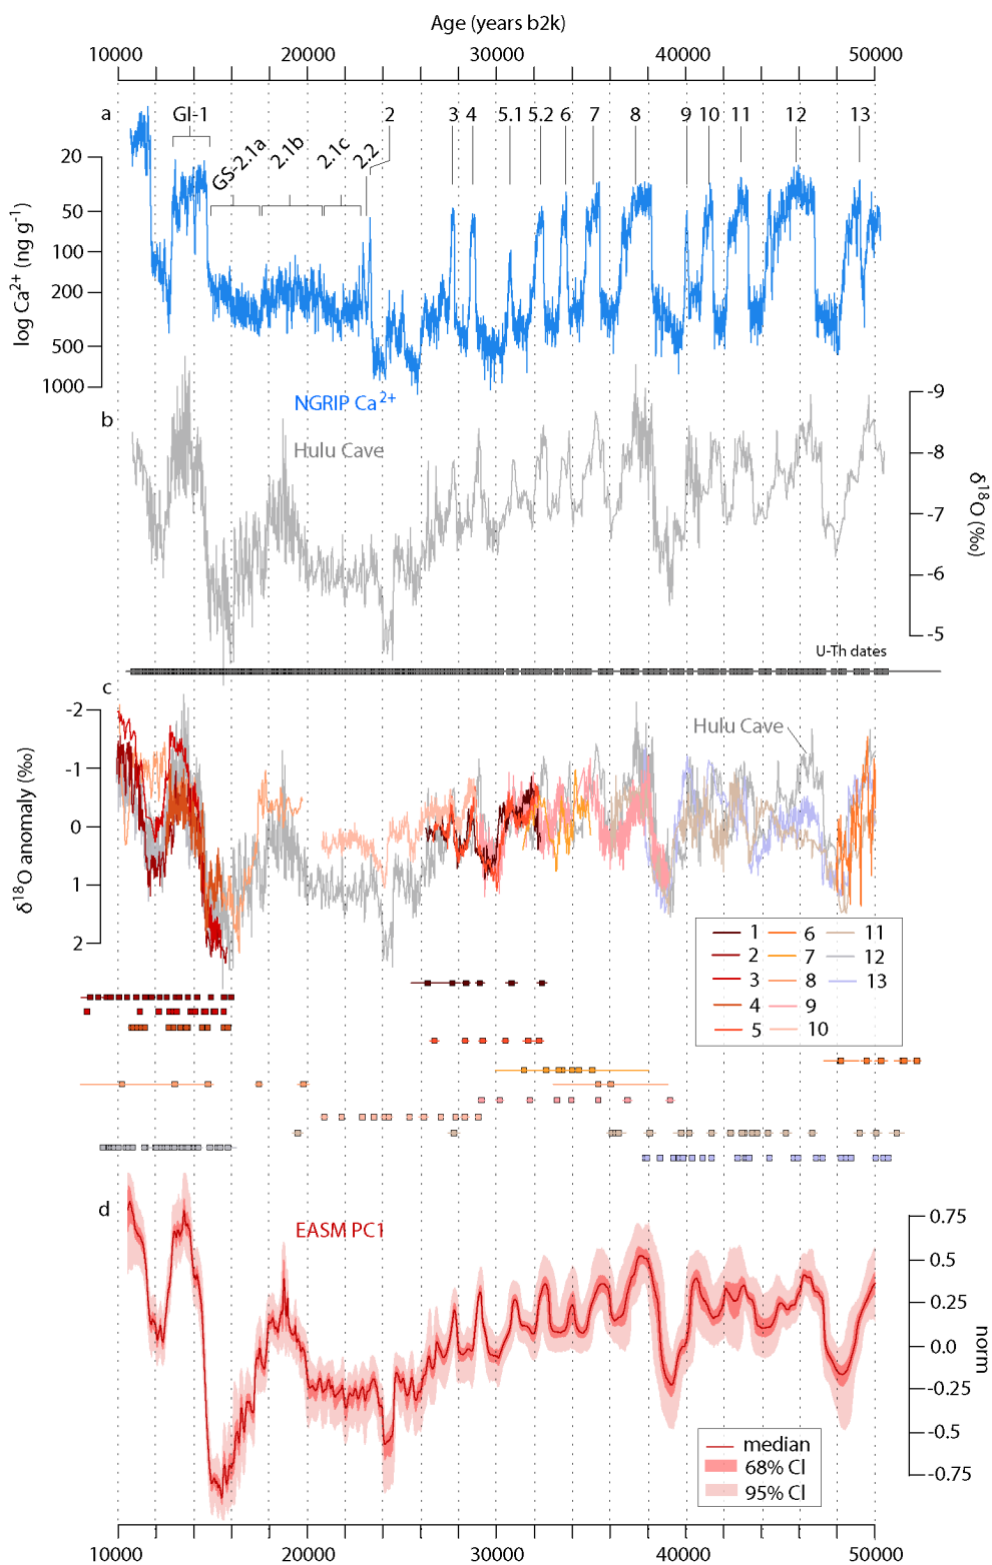 Age (years b2k)
10000 20000 30000 40000 50000
a
GI-1
GS-2.1a
2.1b
2.1c
2.2
2 3 4 5.1 5.2 6 7 8 9 10 11 12 13
20
50
100
200
500
1000
log Ca2+ (ng g-1)
NGRIP Ca2+
b
Hulu Cave
-9
-8
-7
-6
-5
δ18O (‰)
U-Th dates
c
Hulu Cave
-2
-1
0
1
2
δ18O anomaly (‰)
1 6 11
2 7 12
3 8 13
4 9
5 10
d
EASM PC1
0.75
0.5
0.25
0.0
-0.25
-0.5
-0.75
norm
median
68% CI
95% CI
10000 20000 30000 40000 50000